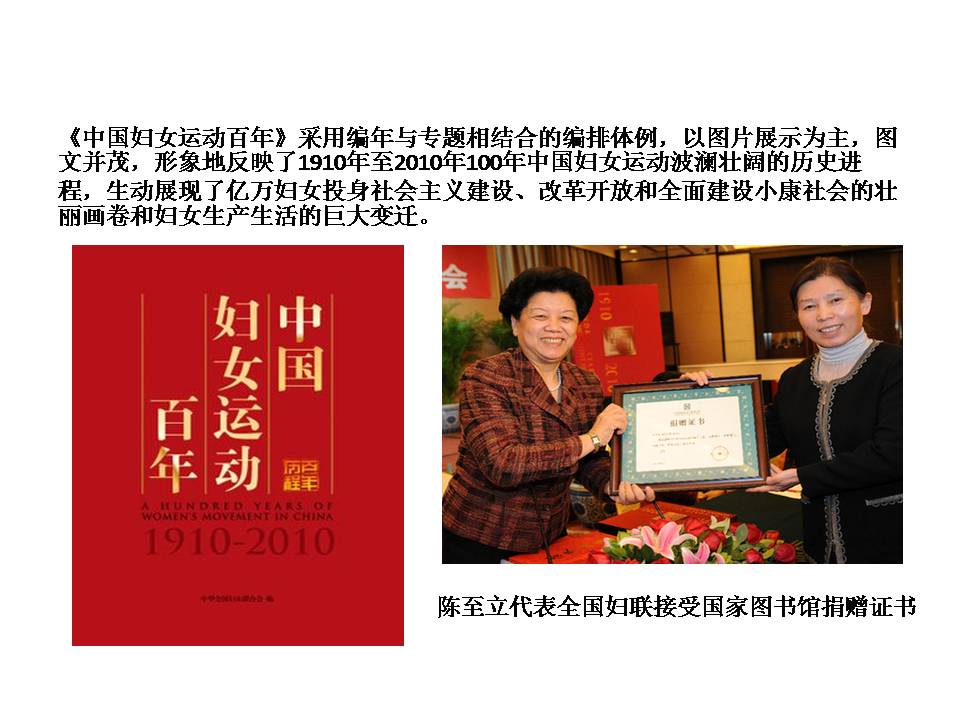 《中国妇女运动百年》采用编年与专题相结合的编排体例，以图片展示为主，图
文并茂，形象地反映了1910年至2010年100年中国妇女运动波澜壮阔的历史进
程，生动展现了亿万妇女投身社会主义建设、改革开放和全面建设小康社会的壮
丽画卷和妇女生产生活的巨大变迁。
中国
妇女运动
百年
百年
历程
A HUNDRED YEARS OF
WOMEN'S MOVEMENT IN CHINA
1910-2010
会
1910
捐赠证书
陈至立代表全国妇联接受国家图书馆捐赠证书